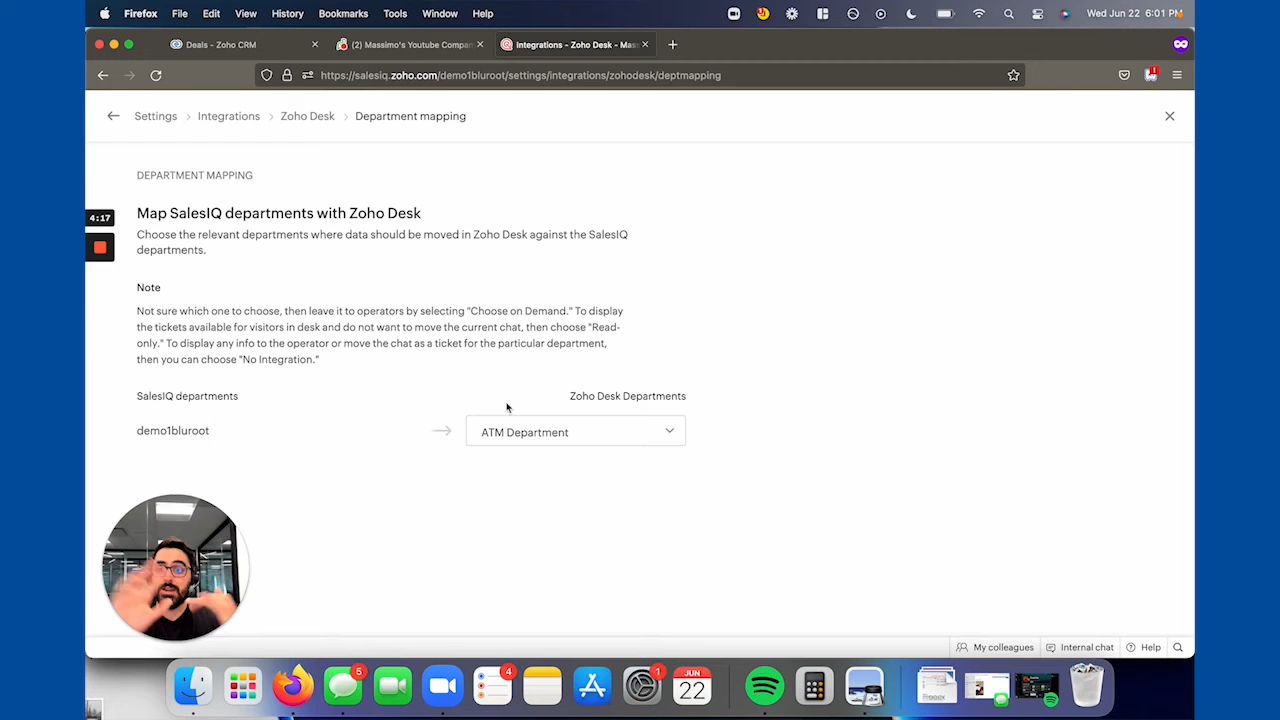 Firefox File Edit View History Bookmarks Tools Window Help Wed Jun 22 6:01 PM
Deals - Zoho CRM (2) Massimo's Youtube Compan Integrations - Zoho Desk - Mas
https://salesiq.zoho.com/demo1bluroot/settings/integrations/zohodesk/deptmapping
Settings Integrations Zoho Desk Department mapping
DEPARTMENT MAPPING
4:17
Map SalesIQ departments with Zoho Desk
Choose the relevant departments where data should be moved in Zoho Desk against the SalesIQ
departments.
Note
Not sure which one to choose, then leave it to operators by selecting "Choose on Demand." To display
the tickets available for visitors in desk and do not want to move the current chat, then choose "Read-
only." To display any info to the operator or move the chat as a ticket for the particular department,
then you can choose "No Integration."
SalesIQ departments Zoho Desk Departments
demo1bluroot ATM Department
My colleagues Internal chat Help
5 4 1
JUN
22